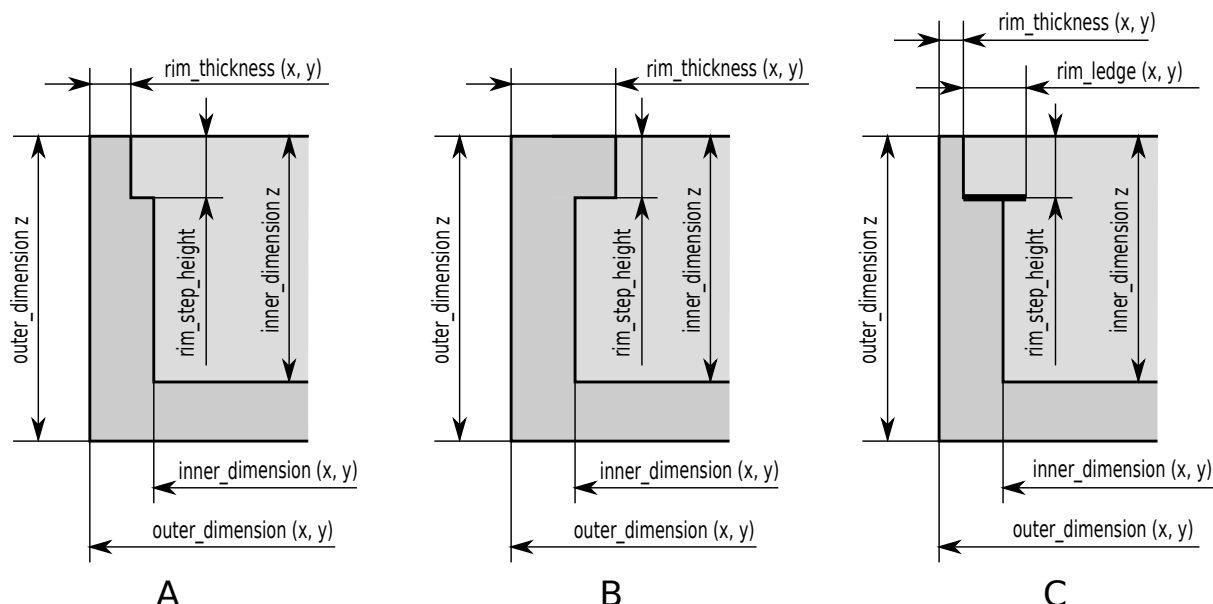 rim_thickness (x, y)
outer_dimension z
rim_step_height
inner_dimension z
inner_dimension (x, y)
outer_dimension (x, y)
A
rim_thickness (x, y)
outer_dimension z
rim_step_height
inner_dimension z
inner_dimension (x, y)
outer_dimension (x, y)
B
rim_thickness (x, y)
rim_ledge (x, y)
outer_dimension z
rim_step_height
inner_dimension z
inner_dimension (x, y)
outer_dimension (x, y)
C